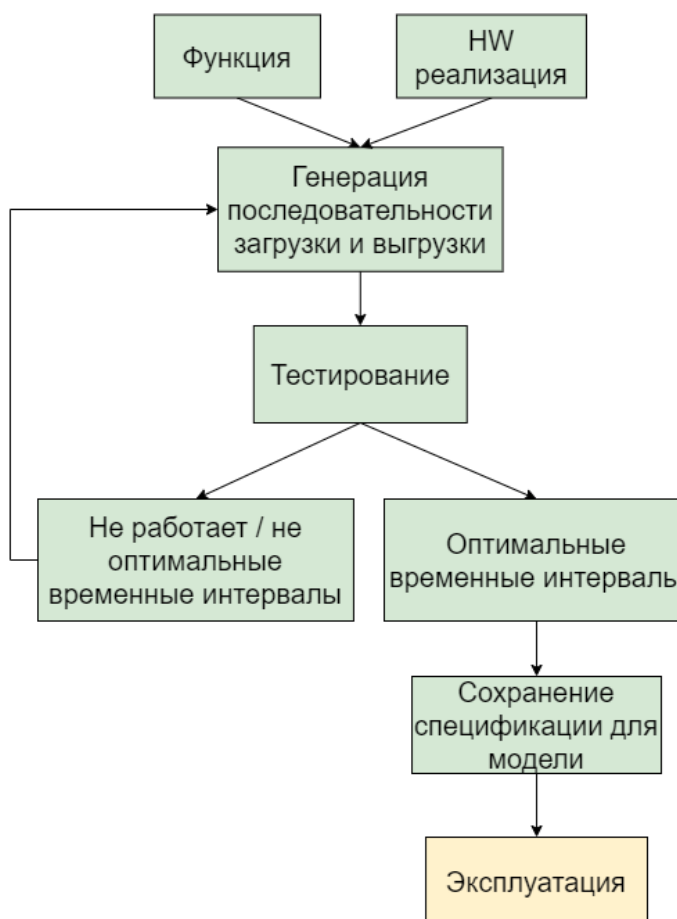 Функция
HW
реализация
Генерация
последовательности
загрузки и выгрузки
Тестирование
Не работает / не
оптимальные
временные интервалы
Оптимальные
временные интервалы
Сохранение
спецификации для
модели
Эксплуатация